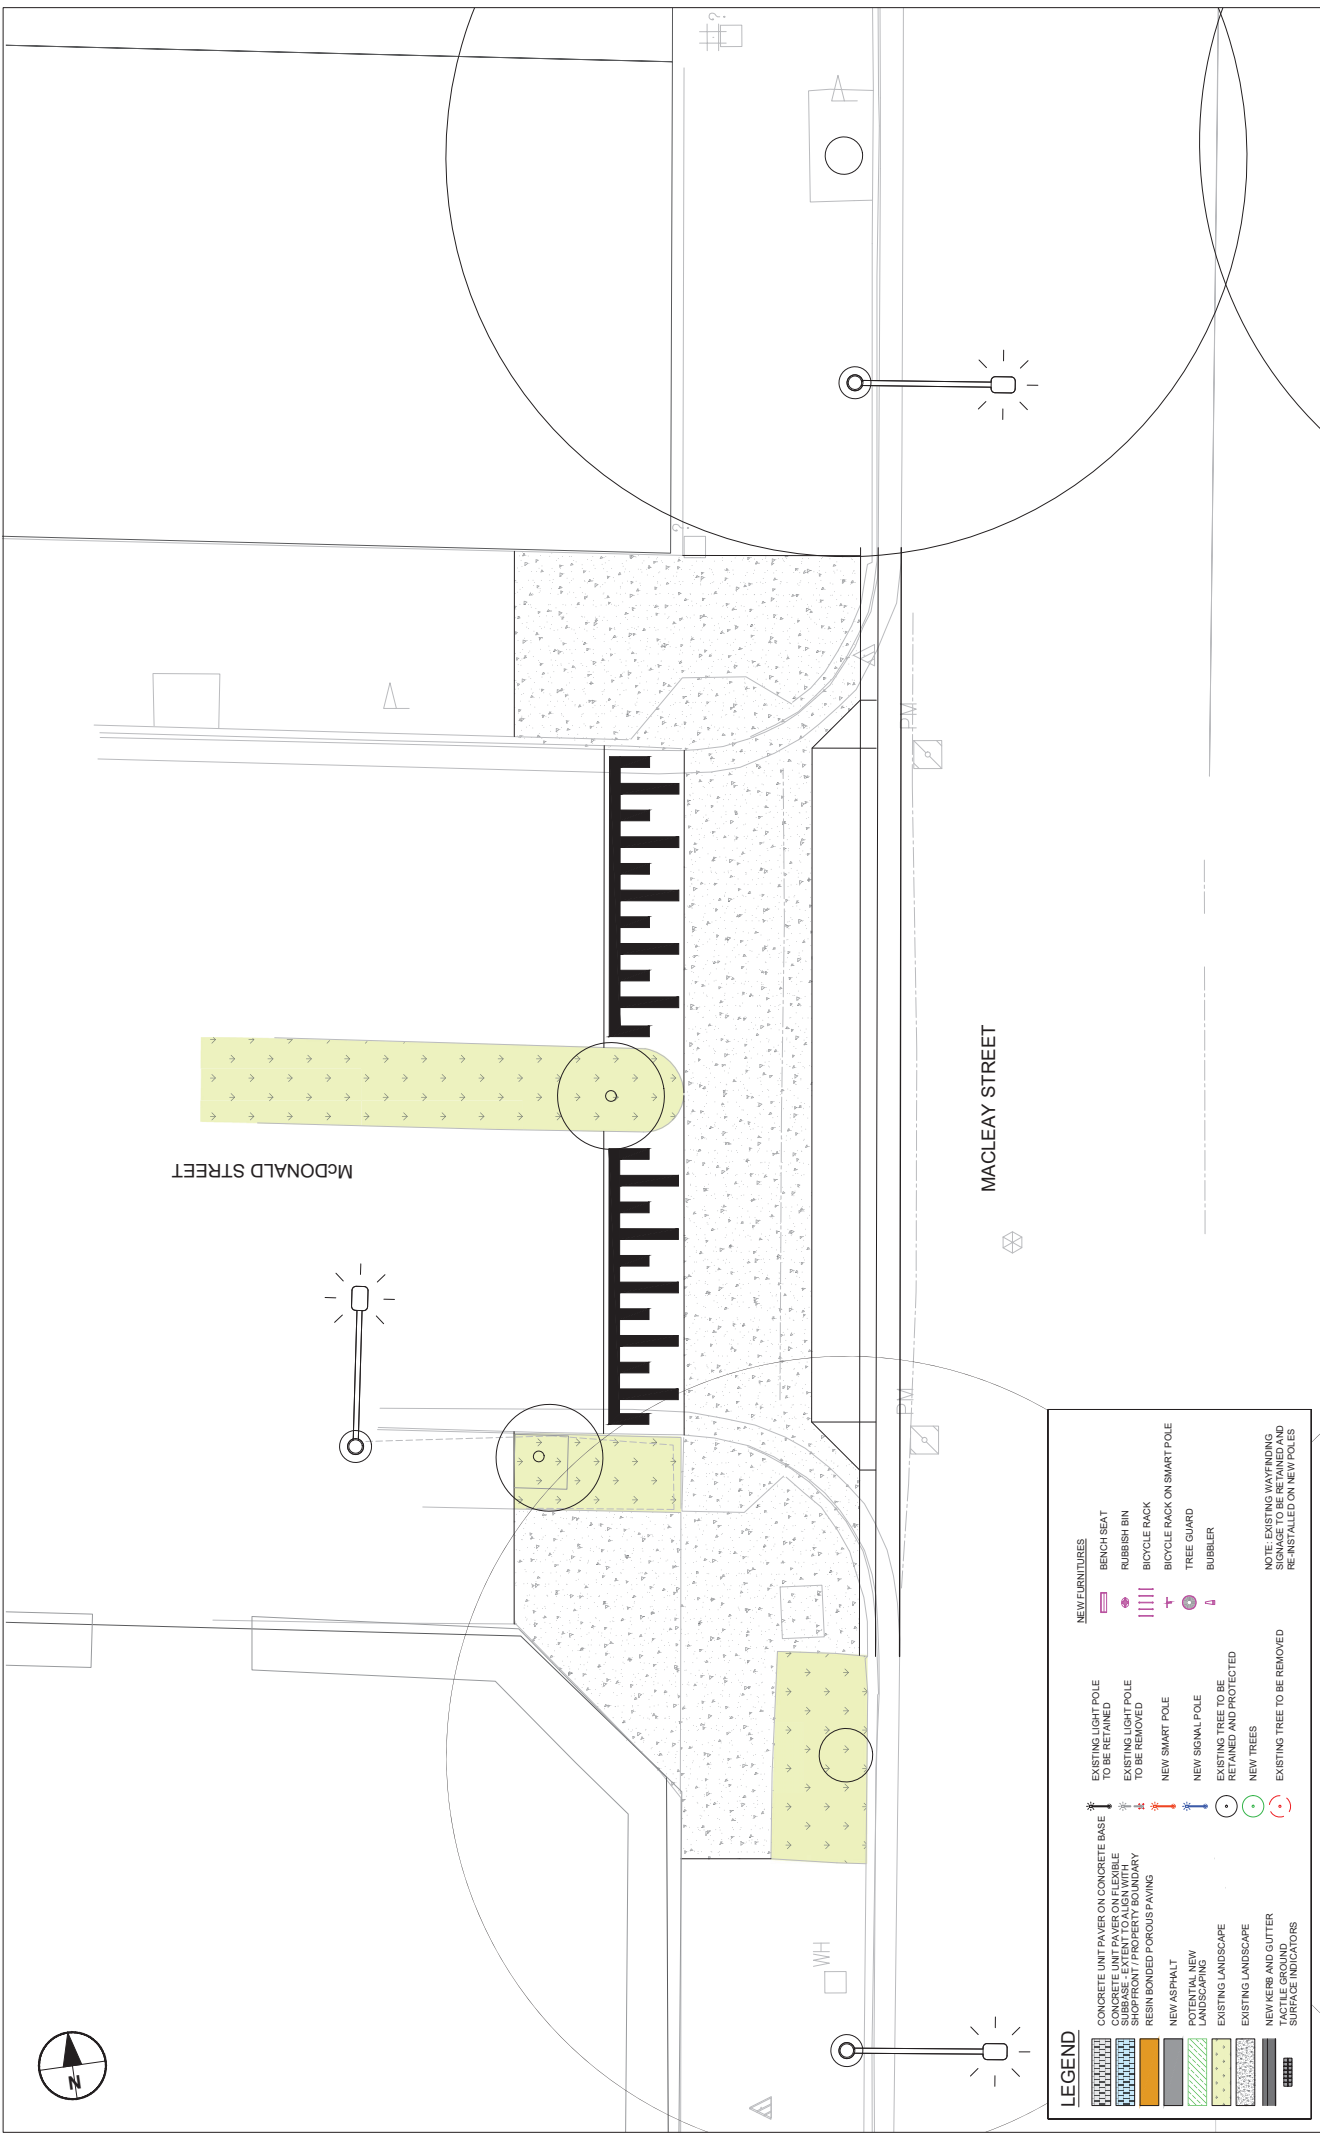 McDONALD STREET
MACLEAY STREET
PM
PM
WH
?
?
N
LEGEND
CONCRETE UNIT PAVER ON CONCRETE BASE
CONCRETE UNIT PAVER ON FLEXIBLE
SUBBASE - EXTENT TO ALIGN WITH
SHOPFRONT / PROPERTY BOUNDARY
RESIN BONDED POROUS PAVING
NEW ASPHALT
POTENTIAL NEW
LANDSCAPING
EXISTING LANDSCAPE
EXISTING LANDSCAPE
NEW KERB AND GUTTER
TACTILE GROUND
SURFACE INDICATORS
EXISTING LIGHT POLE
TO BE RETAINED
EXISTING LIGHT POLE
TO BE REMOVED
NEW SMART POLE
NEW SIGNAL POLE
EXISTING TREE TO BE
RETAINED AND PROTECTED
NEW TREES
EXISTING TREE TO BE REMOVED
NEW FURNITURES
BENCH SEAT
RUBBISH BIN
BICYCLE RACK
BICYCLE RACK ON SMART POLE
TREE GUARD
BUBBLER
NOTE: EXISTING WAYFINDING
SIGNAGE TO BE RETAINED AND
RE-INSTALLED ON NEW POLES